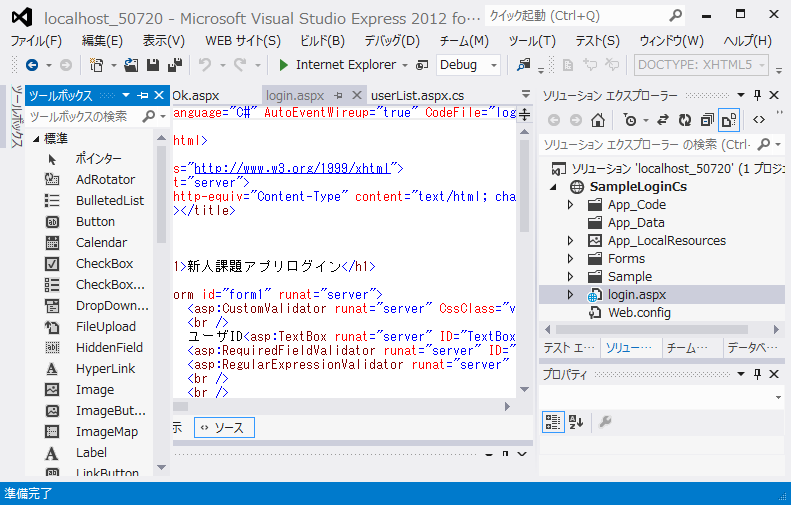 localhost_50720 - Microsoft Visual Studio Express 2012 fo...
クイック起動 (Ctrl+Q)
ファイル(F) 編集(E) 表示(V) WEB サイト(S) ビルド(B) デバッグ(D) チーム(M) ツール(T) テスト(S) ウィンドウ(W) ヘルプ(H)
Internet Explorer Debug DOCTYPE: XHTML5
ツールボックス
ツールボックス
ツールボックスの検索
標準
ポインター
AdRotator
BulletedList
Button
Calendar
CheckBox
CheckBox...
DropDown...
FileUpload
HiddenField
HyperLink
Image
ImageBut...
ImageMap
Label
LinkButton
Ok.aspx login.aspx userList.aspx.cs
anguage="C#" AutoEventWireup="true" CodeFile="log
html>
s="http://www.w3.org/1999/xhtml">
t="server">
http-equiv="Content-Type" content="text/html; cha
></title>
1>新人課題アプリログイン</h1>
orm id="form1" runat="server">
<asp:CustomValidator runat="server" CssClass="v
<br />
ユーザID<asp:TextBox runat="server" ID="TextBox
<asp:RequiredFieldValidator runat="server" ID="
<asp:RegularExpressionValidator runat="server"
<br />
<br />
示 ソース
ソリューション エクスプローラー
ソリューション エクスプローラー の検索 (Ctrl+;)
ソリューション 'localhost_50720' (1 プロジェ
SampleLoginCs
App_Code
App_Data
App_LocalResources
Forms
Sample
login.aspx
Web.config
テスト エ... ソリュー... チーム... データベ...
プロパティ
準備完了